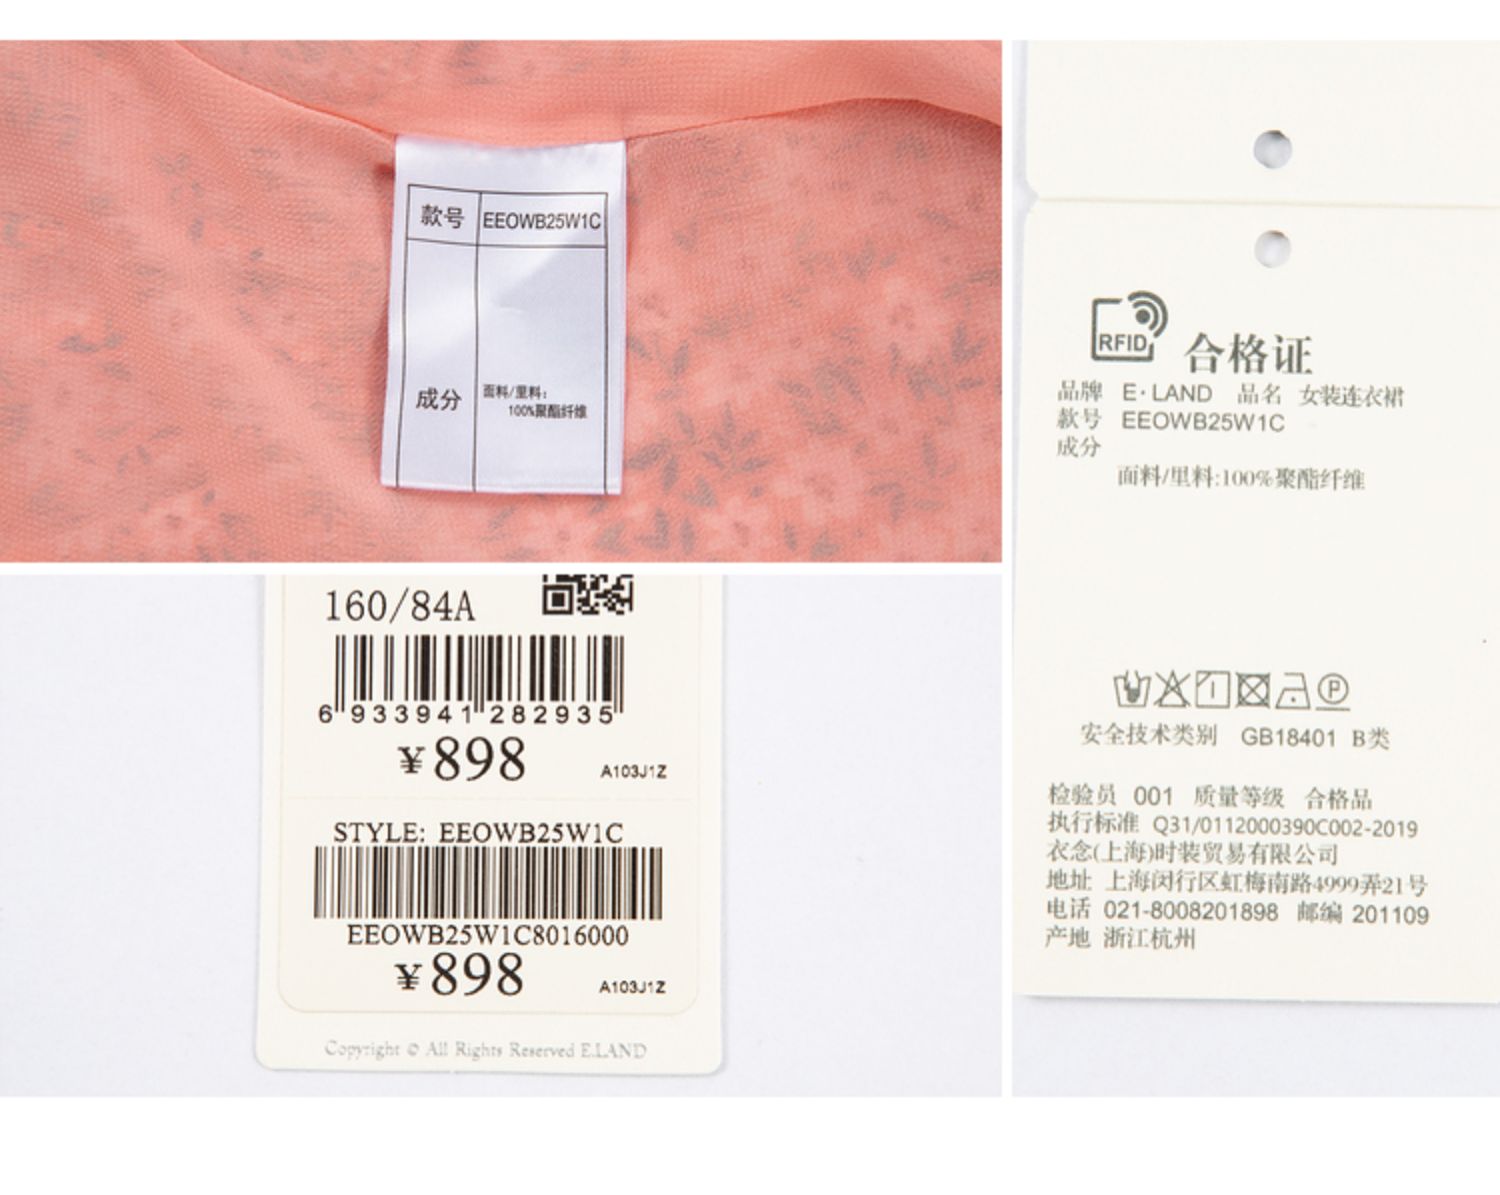 款号 EEOWB25W1C
成分 面料/里料:
100%聚酯纤维
160/84A
6 933941 282935
¥898 A103J1Z
STYLE: EEOWB25W1C
EEOWB25W1C8016000
¥898 A103J1Z
Copyright © All Rights Reserved E.LAND
RFID 合格证
品牌 E·LAND 品名 女装连衣裙
款号 EEOWB25W1C
成分
面料/里料:100%聚酯纤维
P
安全技术类别 GB18401 B类
检验员 001 质量等级 合格品
执行标准 Q31/0112000390C002-2019
衣念(上海)时装贸易有限公司
地址 上海闵行区虹梅南路4999弄21号
电话 021-8008201898 邮编 201109
产地 浙江杭州